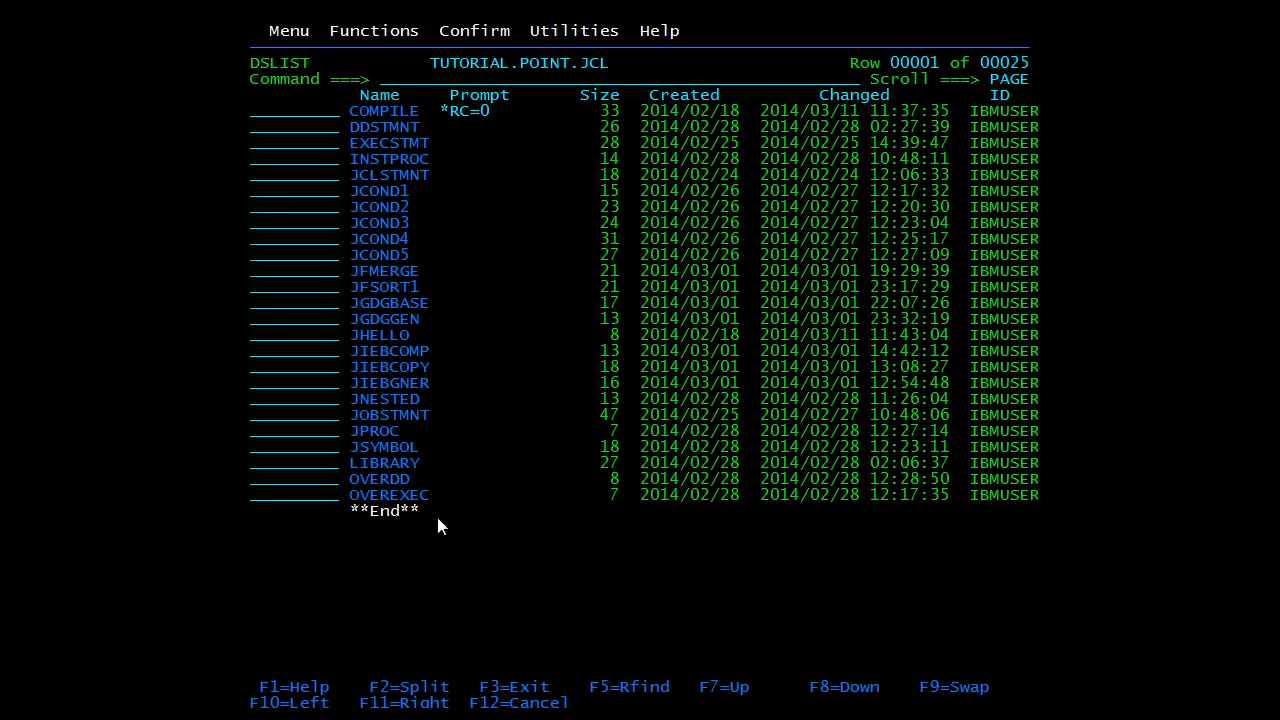 Menu Functions Confirm Utilities Help
DSLIST TUTORIAL.POINT.JCL Row 00001 of 00025
Command ===> Scroll ===> PAGE
Name Prompt Size Created Changed ID
COMPILE *RC=0 33 2014/02/18 2014/03/11 11:37:35 IBMUSER
DDSTMNT 26 2014/02/28 2014/02/28 02:27:39 IBMUSER
EXECSTMT 28 2014/02/25 2014/02/25 14:39:47 IBMUSER
INSTPROC 14 2014/02/28 2014/02/28 10:48:11 IBMUSER
JCLSTMNT 18 2014/02/24 2014/02/24 12:06:33 IBMUSER
JCOND1 15 2014/02/26 2014/02/27 12:17:32 IBMUSER
JCOND2 23 2014/02/26 2014/02/27 12:20:30 IBMUSER
JCOND3 24 2014/02/26 2014/02/27 12:23:04 IBMUSER
JCOND4 31 2014/02/26 2014/02/27 12:25:17 IBMUSER
JCOND5 27 2014/02/26 2014/02/27 12:27:09 IBMUSER
JFMERGE 21 2014/03/01 2014/03/01 19:29:39 IBMUSER
JFSORT1 21 2014/03/01 2014/03/01 23:17:29 IBMUSER
JGDGBASE 17 2014/03/01 2014/03/01 22:07:26 IBMUSER
JGDGGEN 13 2014/03/01 2014/03/01 23:32:19 IBMUSER
JHELLO 8 2014/02/18 2014/03/11 11:43:04 IBMUSER
JIEBCOMP 13 2014/03/01 2014/03/01 14:42:12 IBMUSER
JIEBCOPY 18 2014/03/01 2014/03/01 13:08:27 IBMUSER
JIEBGNER 16 2014/03/01 2014/03/01 12:54:48 IBMUSER
JNESTED 13 2014/02/28 2014/02/28 11:26:04 IBMUSER
JOBSTMNT 47 2014/02/25 2014/02/27 10:48:06 IBMUSER
JPROC 7 2014/02/28 2014/02/28 12:27:14 IBMUSER
JSYMBOL 18 2014/02/28 2014/02/28 12:23:11 IBMUSER
LIBRARY 27 2014/02/28 2014/02/28 02:06:37 IBMUSER
OVERDD 8 2014/02/28 2014/02/28 12:28:50 IBMUSER
OVEREXEC 7 2014/02/28 2014/02/28 12:17:35 IBMUSER
**End**
F1=Help F2=Split F3=Exit F5=Rfind F7=Up F8=Down F9=Swap
F10=Left F11=Right F12=Cancel